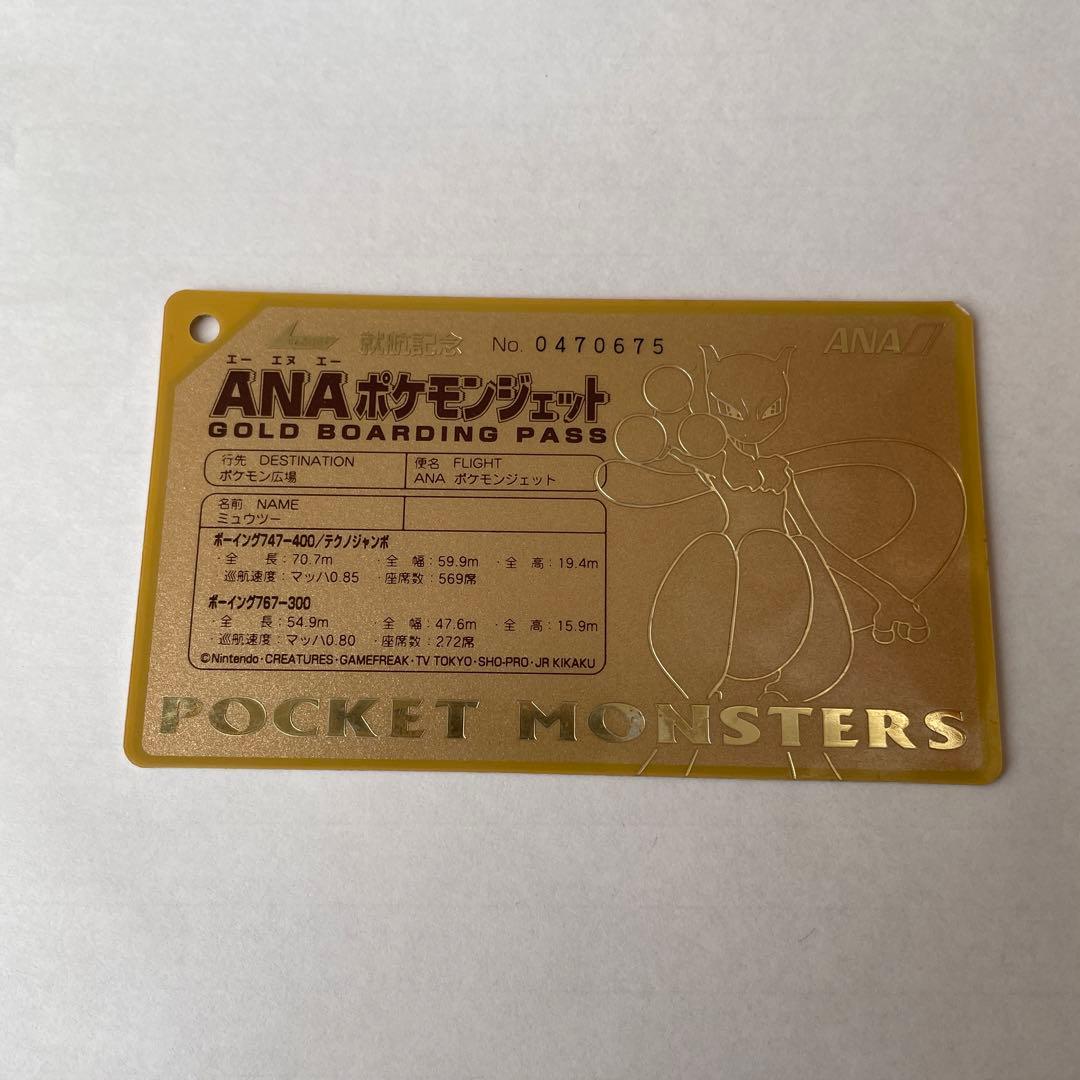 就航記念 No. 0470675 ANA
エー エヌ エー
ANAポケモンジェット
GOLD BOARDING PASS
行先 DESTINATION 便名 FLIGHT
ポケモン広場 ANA ポケモンジェット
名前 NAME
ミュウツー
ボーイング747-400/テクノジャンボ
・全 長:70.7m ・全 幅:59.9m ・全 高:19.4m
・巡航速度:マッハ0.85 ・座席数:569席
ボーイング767-300
・全 長:54.9m ・全 幅:47.6m ・全 高:15.9m
・巡航速度:マッハ0.80 ・座席数:272席
©Nintendo・CREATURES・GAMEFREAK・TV TOKYO・SHO-PRO・JR KIKAKU
POCKET MONSTERS